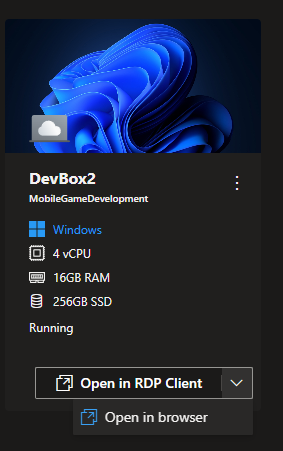 DevBox2
MobileGameDevelopment
Windows
4 vCPU
16GB RAM
256GB SSD
Running
Open in RDP Client
Open in browser